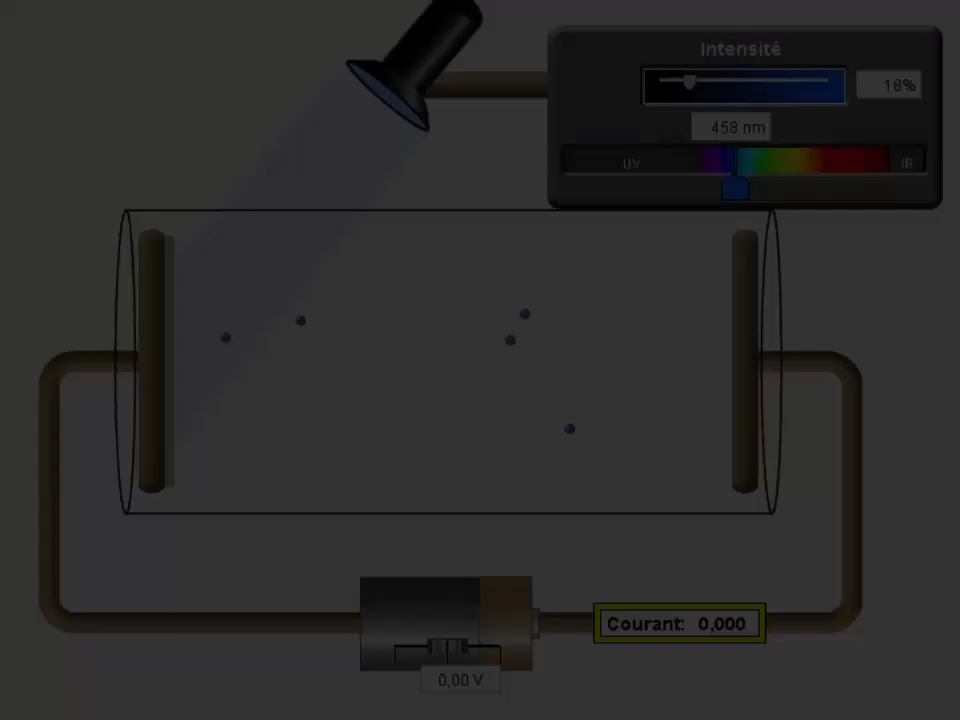 Intensité
18%
458 nm
UV
IR
Courant: 0,000
0,00 V